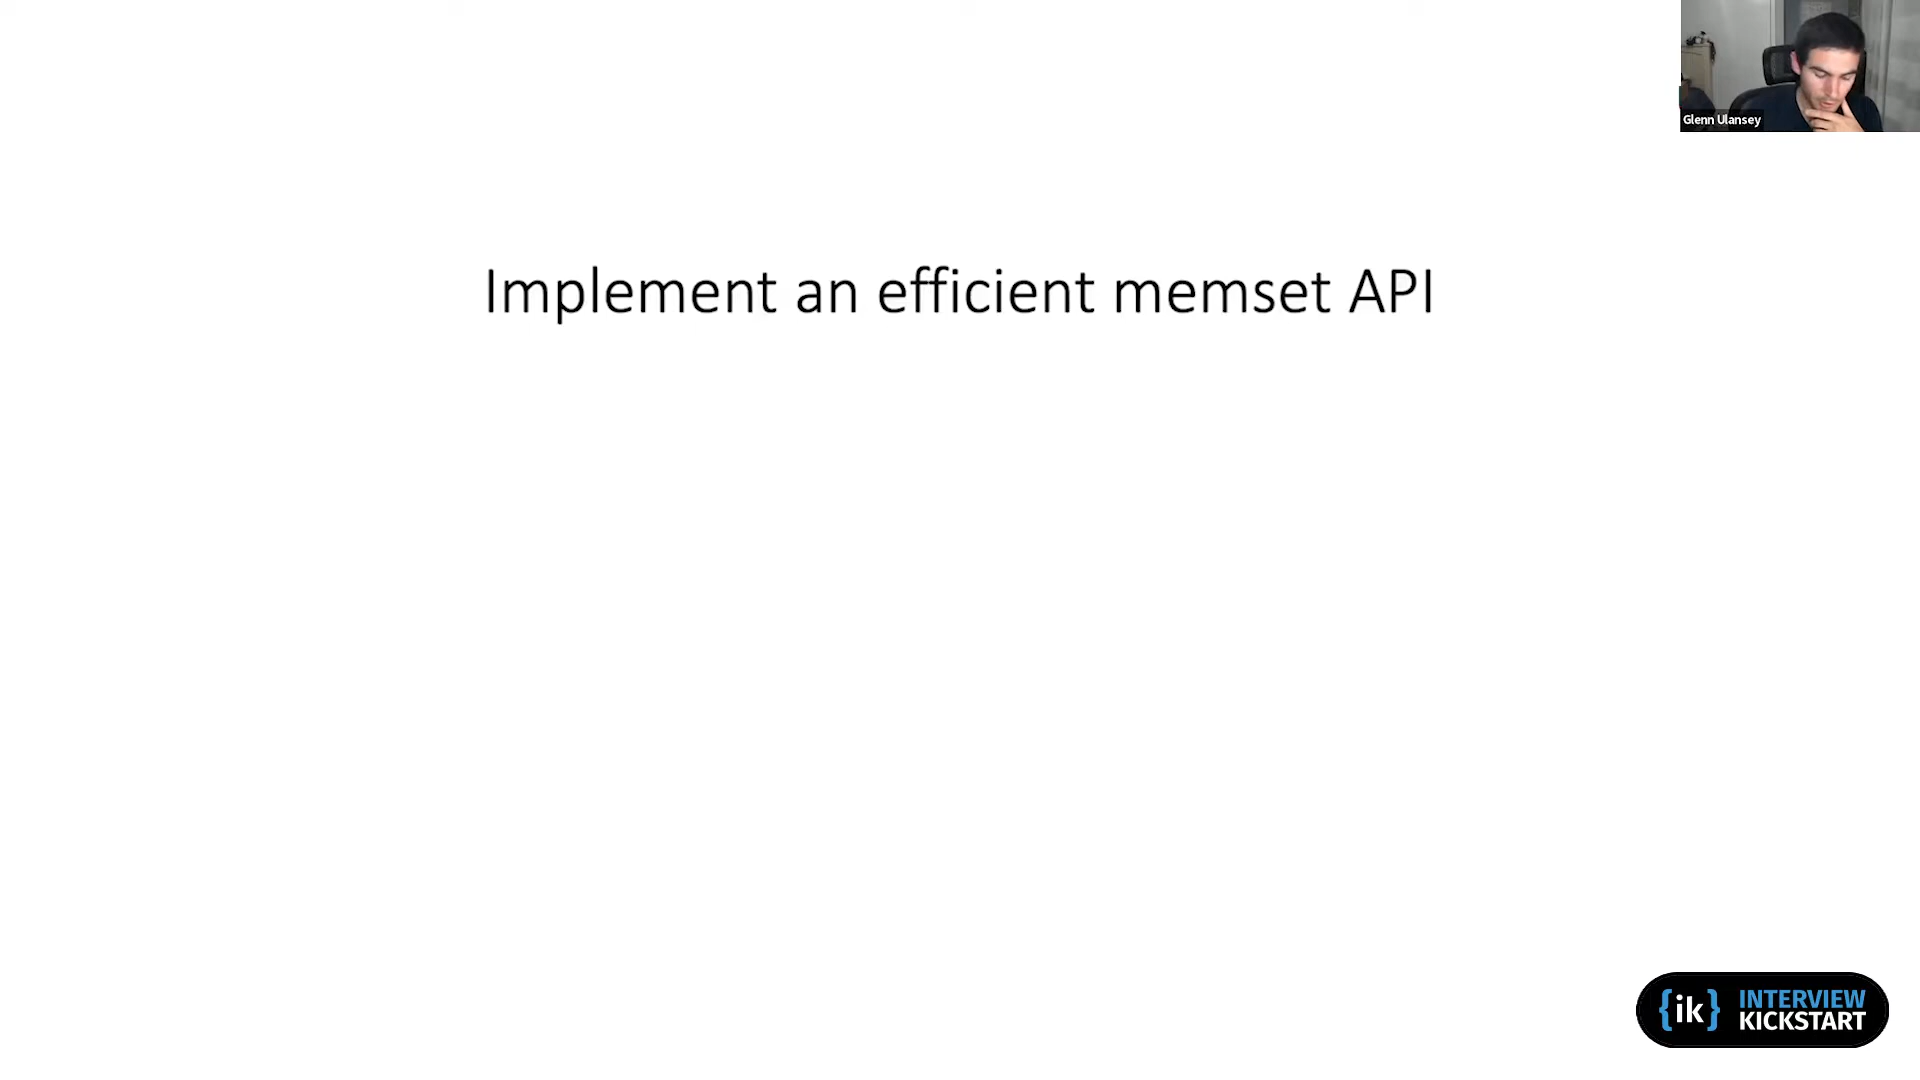 Glenn Ulansey
Implement an efficient memset API
{ik} INTERVIEW
KICKSTART